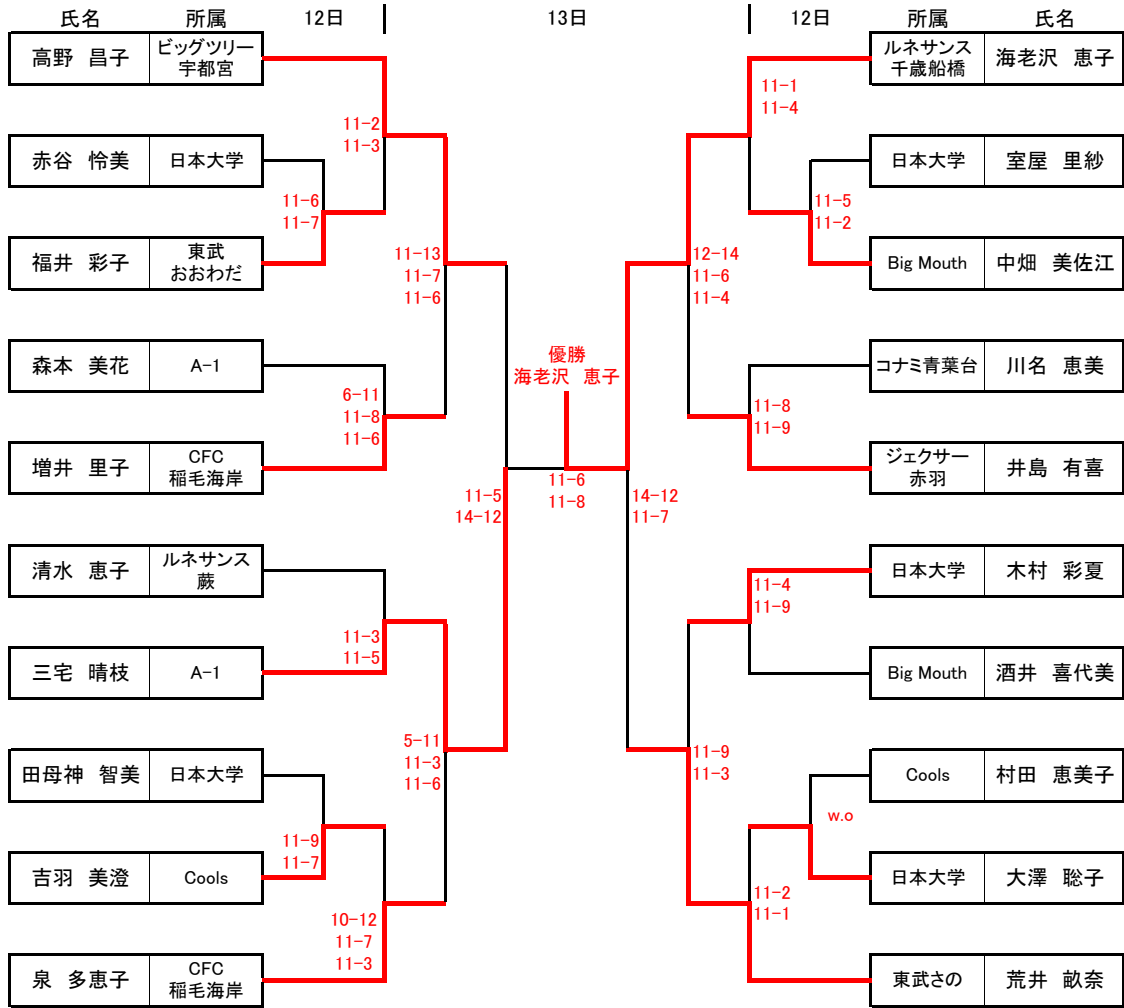 氏名 所属 12日 13日 12日 所属 氏名
高野 昌子 ビッグツリー
宇都宮
ルネサンス
千歳船橋 海老沢 恵子
11-1
11-4
11-2
11-3
赤谷 怜美 日本大学
日本大学 室屋 里紗
11-6
11-7
11-5
11-2
福井 彩子 東武
おおわだ
Big Mouth 中畑 美佐江
11-13
11-7
11-6
12-14
11-6
11-4
森本 美花 A-1
優勝
海老沢 恵子
コナミ青葉台 川名 恵美
6-11
11-8
11-6
11-8
11-9
増井 里子 CFC
稲毛海岸
ジェクサー
赤羽 井島 有喜
11-5
14-12
11-6
11-8
14-12
11-7
清水 恵子 ルネサンス
蕨
日本大学 木村 彩夏
11-4
11-9
11-3
11-5
三宅 晴枝 A-1
Big Mouth 酒井 喜代美
5-11
11-3
11-6
11-9
11-3
田母神 智美 日本大学
Cools 村田 恵美子
w.o
11-9
11-7
吉羽 美澄 Cools
日本大学 大澤 聡子
10-12
11-7
11-3
11-2
11-1
泉 多恵子 CFC
稲毛海岸
東武さの 荒井 畝奈